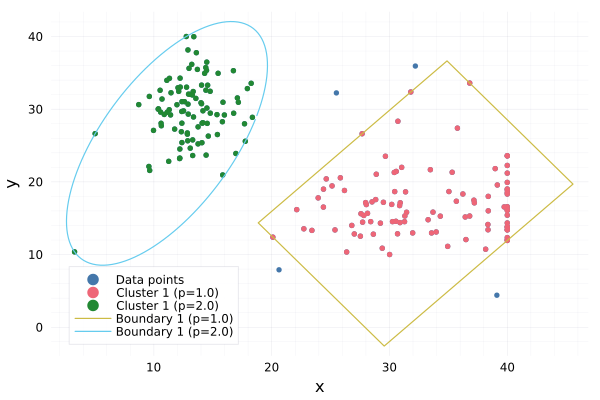 40
30
20
10
0
y
Data points
Cluster 1 (p=1.0)
Cluster 1 (p=2.0)
Boundary 1 (p=1.0)
Boundary 1 (p=2.0)
10 20 30 40
x